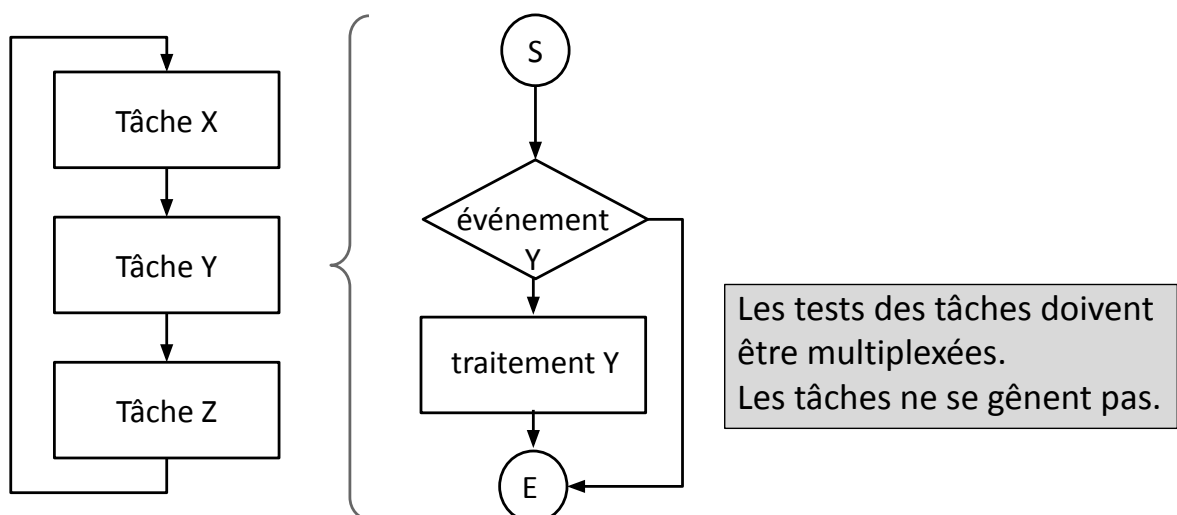 Tâche X
Tâche Y
Tâche Z
S
événement
Y
traitement Y
E
Les tests des tâches doivent
être multiplexées.
Les tâches ne se gênent pas.